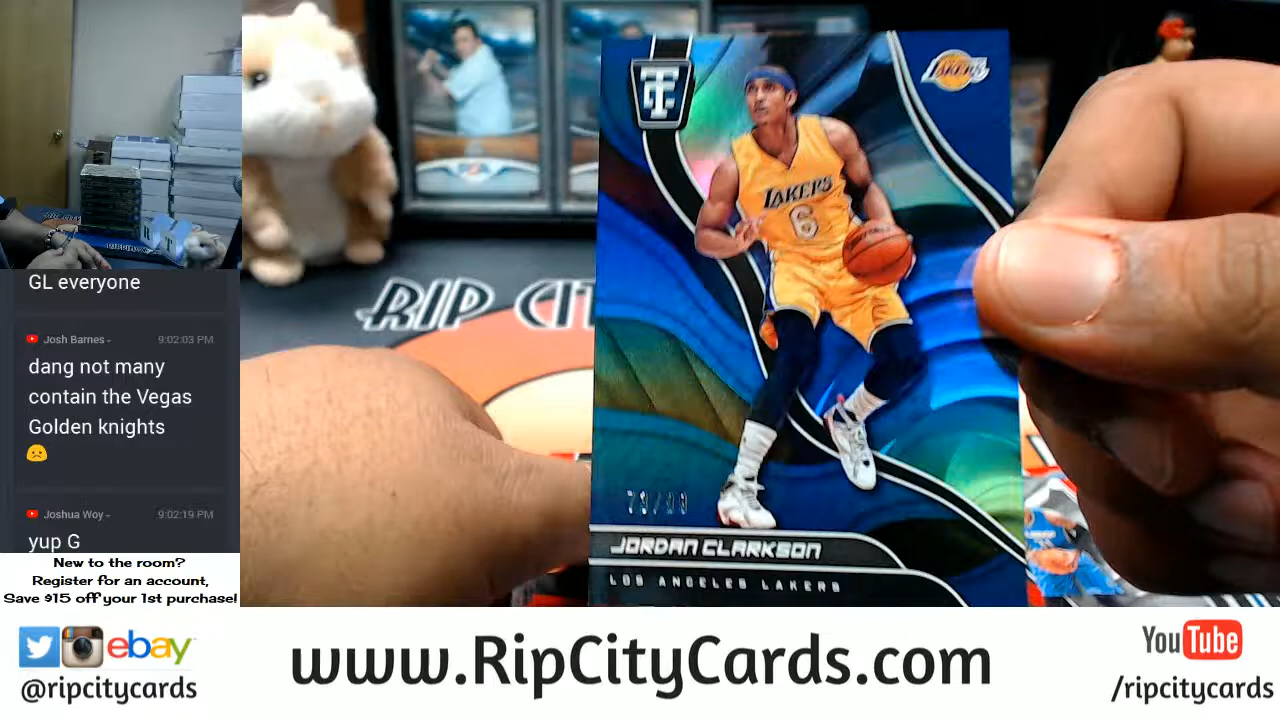 GL everyone
Josh Barnes
9:02:03 PM
dang not many
contain the Vegas
Golden knights
Joshua Woy
9:02:19 PM
yup G
New to the room?
Register for an account,
Save $15 off your 1st purchase!
ebay
@ripcitycards
www.RipCityCards.com
YouTube
/ripcitycards
RIP CIT
LAKERS
LAKERS
6
JORDAN CLARKSON
LOS ANGELES LAKERS